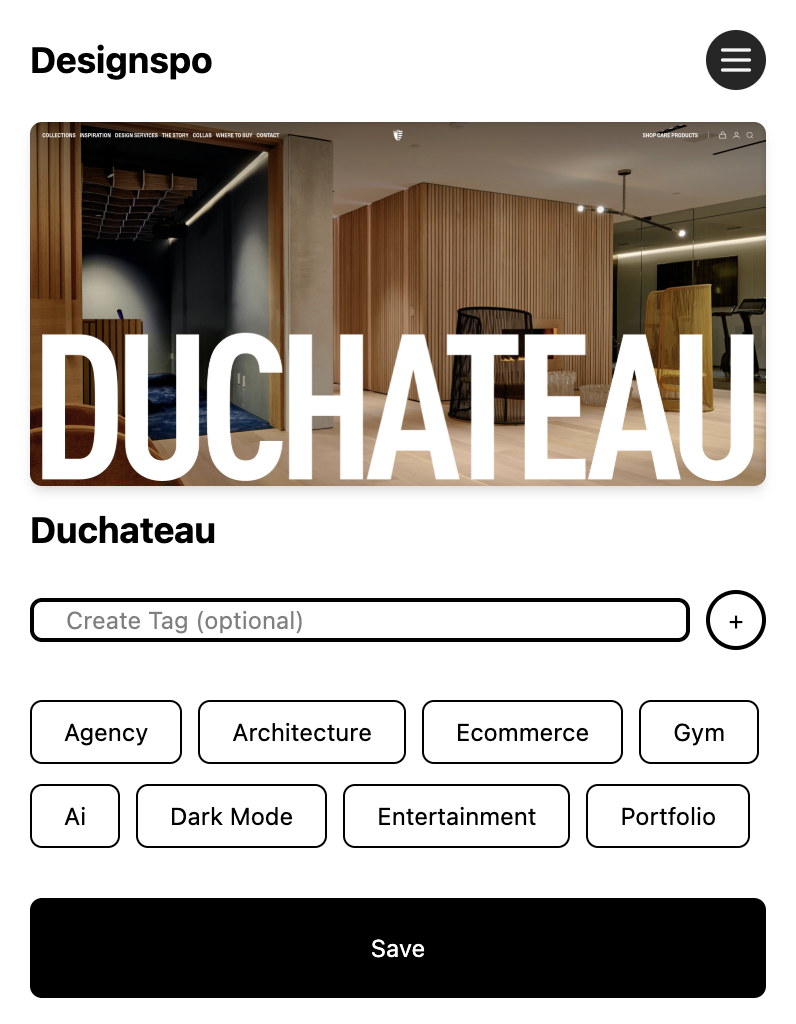 Designspo
COLLECTIONS INSPIRATION DESIGN SERVICES THE STORY COLLAB WHERE TO BUY CONTACT
SHOP CARE PRODUCTS
DUCHATEAU
Duchateau
Create Tag (optional)
+
Agency Architecture Ecommerce Gym
Ai Dark Mode Entertainment Portfolio
Save